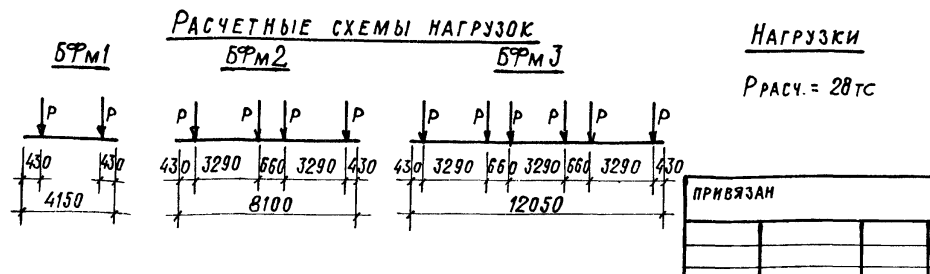 РАСЧЕТНЫЕ СХЕМЫ НАГРУЗОК
НАГРУЗКИ
БФм1
БФм2
БФм3
РРАСЧ. = 28ТС
Р Р
Р Р Р Р
Р Р Р Р Р Р
430 430
430 3290 660 3290 430
430 3290 660 3290 660 3290 430
4150
8100
12050
ПРИВЯЗАН